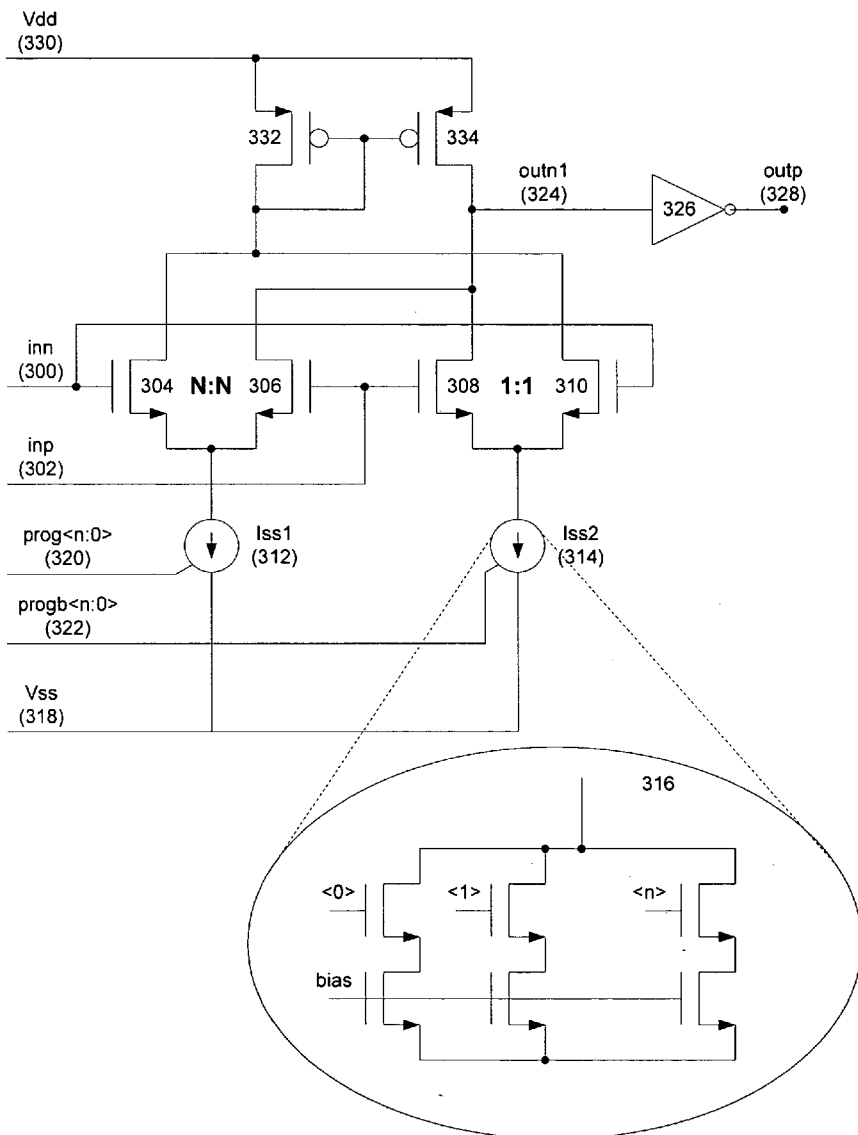 Vdd
(330)
332
334
outn1
(324)
outp
(328)
326
inn
(300)
304
N:N
306
308
1:1
310
inp
(302)
prog<n:0>
(320)
Iss1
(312)
Iss2
(314)
progb<n:0>
(322)
Vss
(318)
316
<0>
<1>
<n>
bias